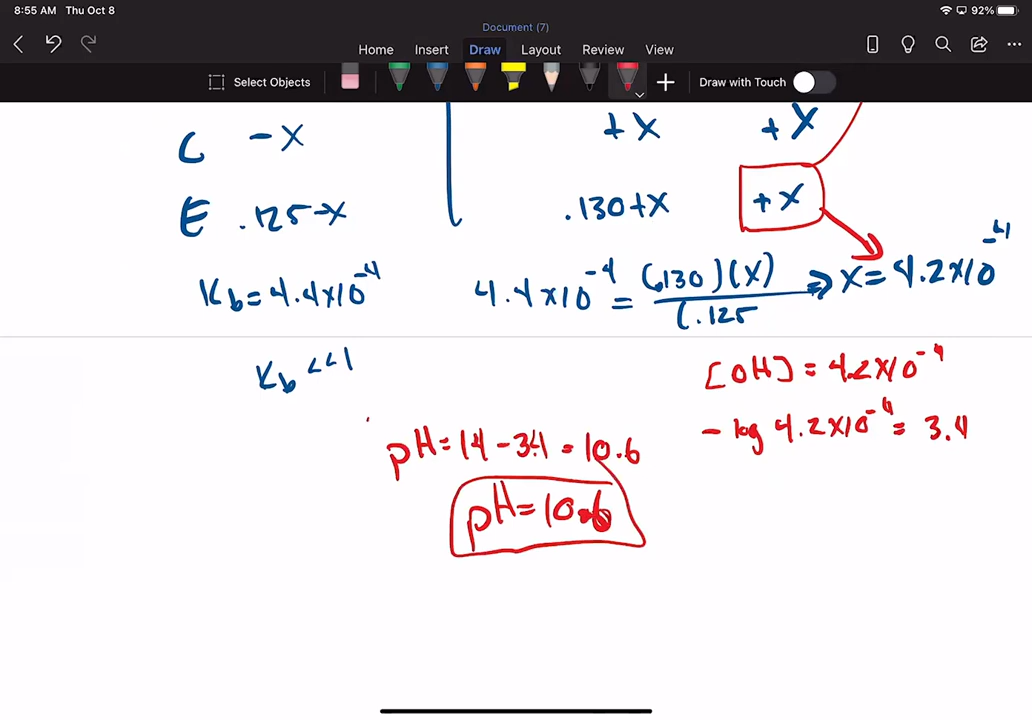 8:55 AM Thu Oct 8 92%
Document (7)
Home Insert Draw Layout Review View
Select Objects Draw with Touch
C -X +X +X
E .125-X .130+X +X
Kb=4.4x10^-4 4.4x10^-4 = (.130)(X) / (.125 => X=4.2x10^-4
Kb <<1 [OH] = 4.2x10^-4
-log 4.2x10^-4 = 3.4
pH=14-3.4=10.6
pH=10.6